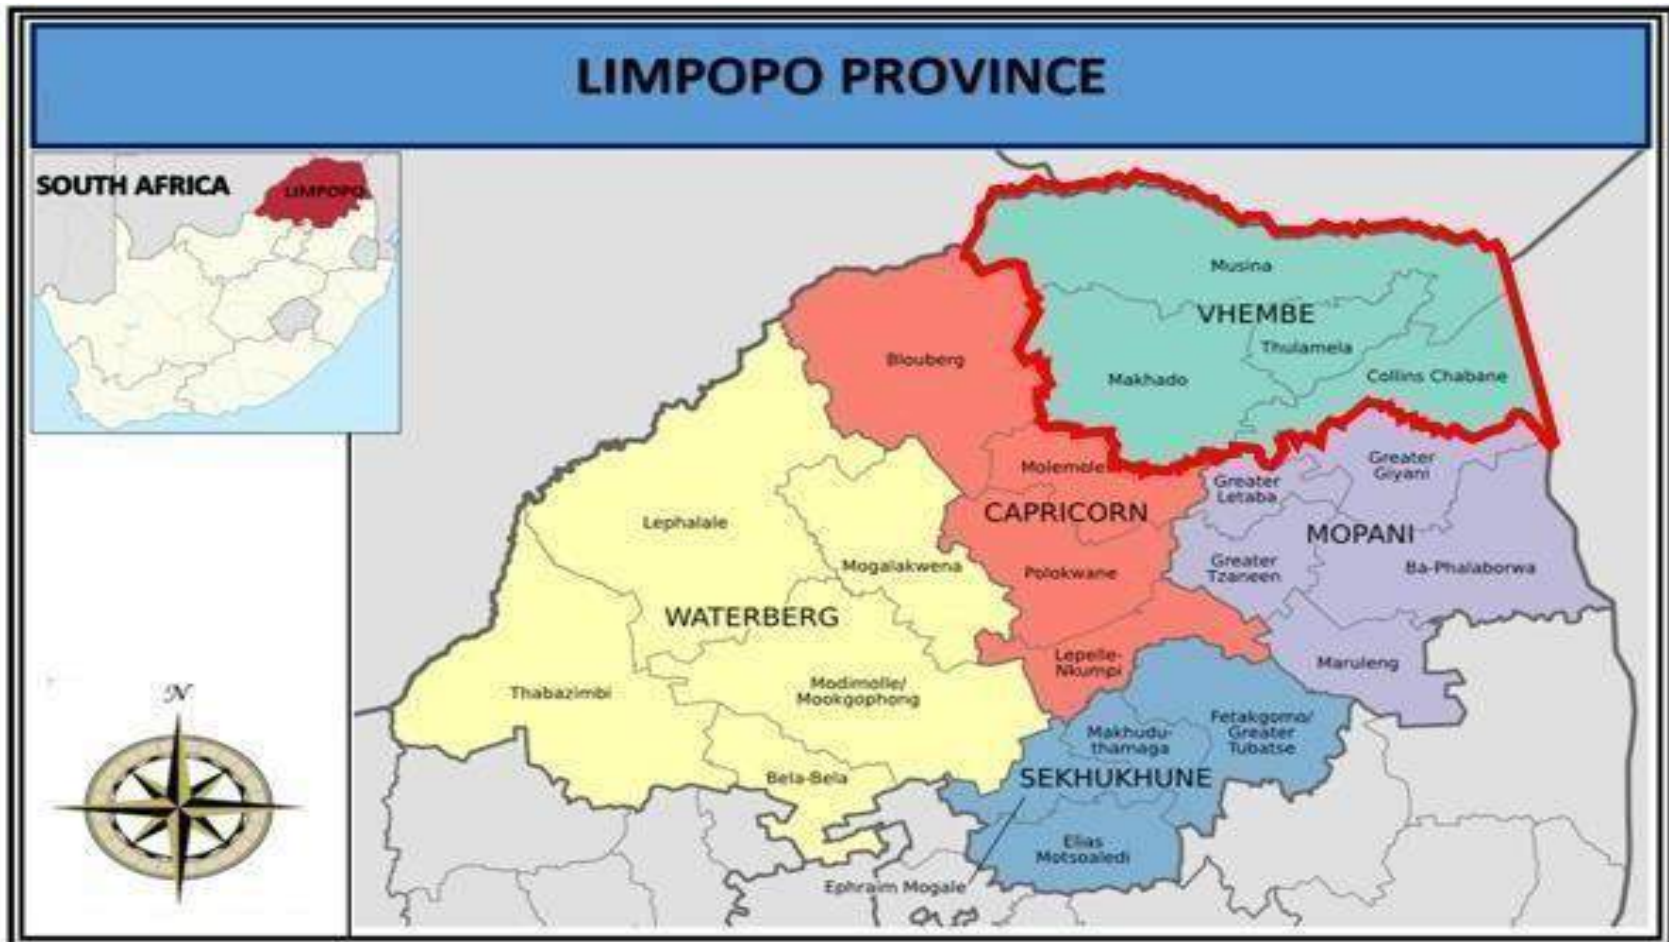 LIMPOPO PROVINCE
SOUTH AFRICA
LIMPOPO
N
Musina
VHEMBE
Thulamela
Makhado
Collins Chabane
Blouberg
Molemole
CAPRICORN
Polokwane
Lepelle-
Nkumpi
Greater
Giyani
Greater
Letaba
MOPANI
Greater
Tzaneen
Ba-Phalaborwa
Maruleng
Lephalale
Mogalakwena
WATERBERG
Thabazimbi
Modimolle/
Mookgophong
Bela-Bela
Makhudu-
thamaga
Fetakgomo/
Greater
Tubatse
SEKHUKHUNE
Elias
Motsoaledi
Ephraim Mogale